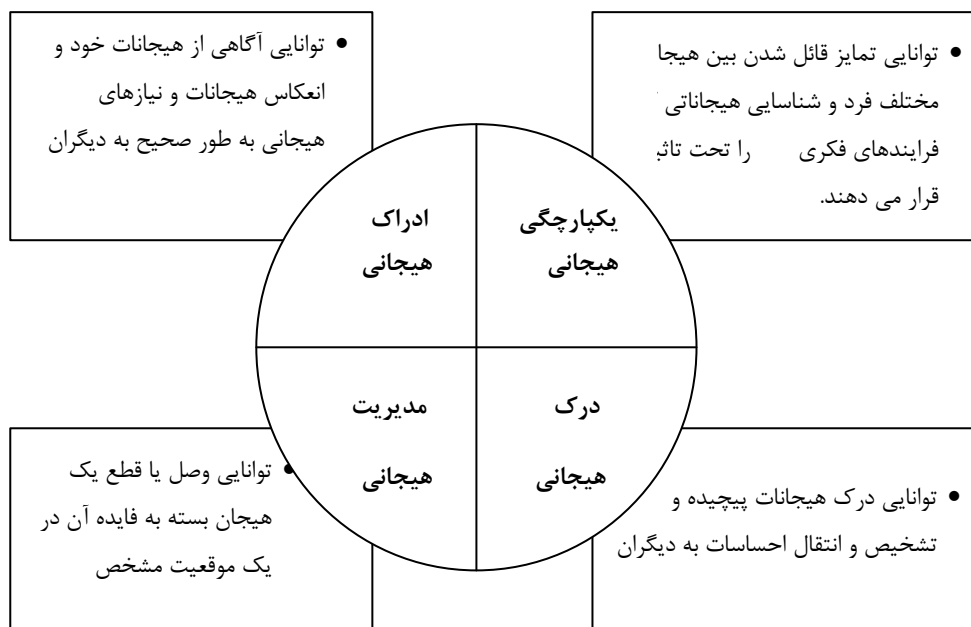 • توانایی تمایز قائل شدن بین هیجا
مختلف فرد و شناسایی هیجاناتی
فرایندهای فکری را تحت تاثی
قرار می دهند.
• توانایی آگاهی از هیجانات خود و
انعکاس هیجانات و نیازهای
هیجانی به طور صحیح به دیگران
یکپارچگی
هیجانی
ادراک
هیجانی
درک
هیجانی
مدیریت
هیجانی
• توانایی درک هیجانات پیچیده و
تشخیص و انتقال احساسات به دیگران
• توانایی وصل یا قطع یک
هیجان بسته به فایده آن در
یک موقعیت مشخص